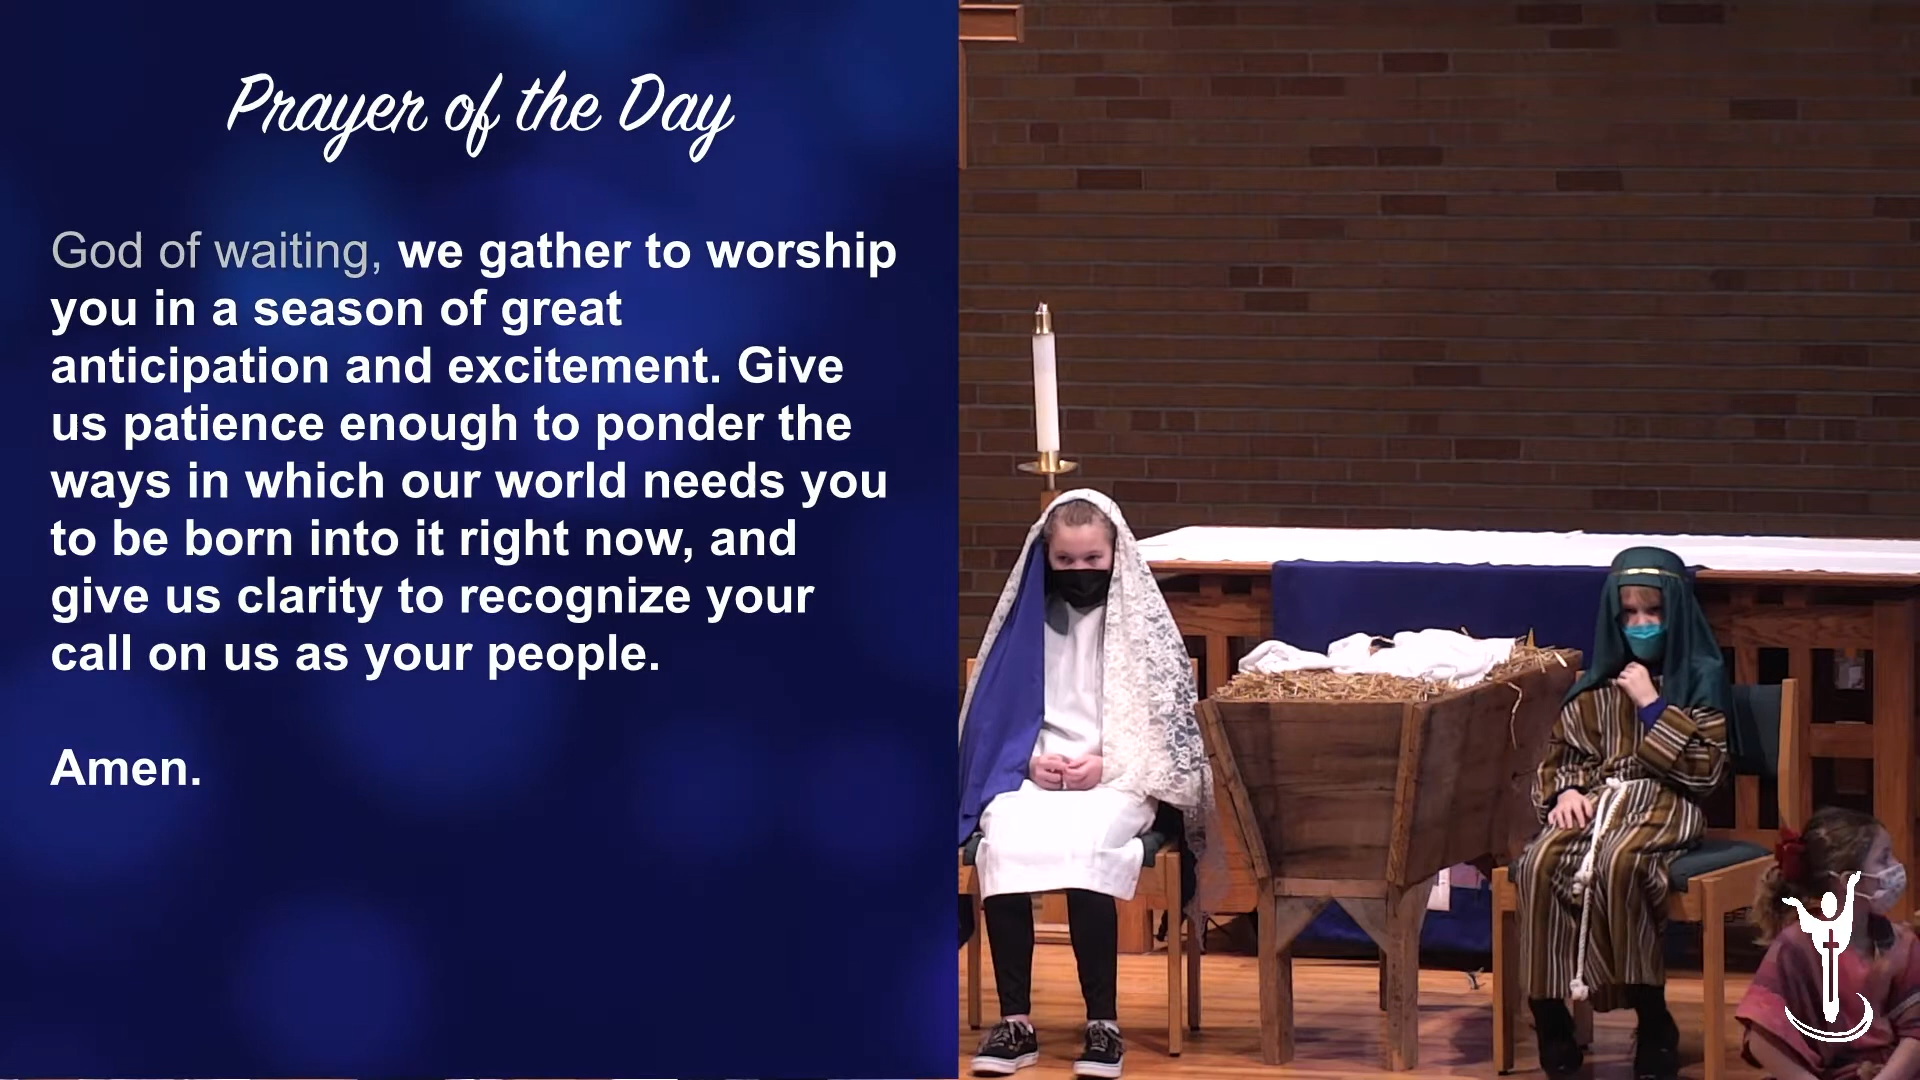 Prayer of the Day
God of waiting, we gather to worship
you in a season of great
anticipation and excitement. Give
us patience enough to ponder the
ways in which our world needs you
to be born into it right now, and
give us clarity to recognize your
call on us as your people.
Amen.